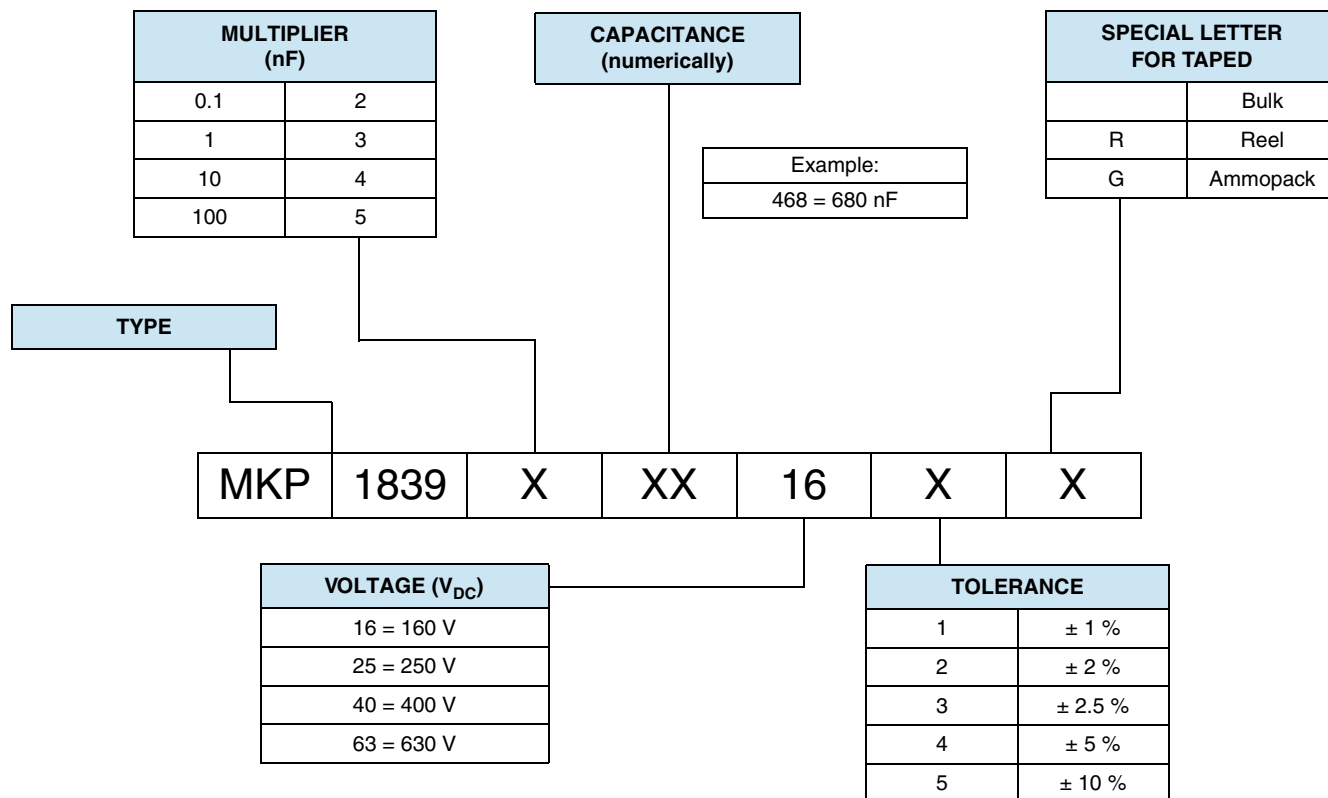 MULTIPLIER
(nF)
0.1 2
1 3
10 4
100 5
CAPACITANCE
(numerically)
Example:
468 = 680 nF
SPECIAL LETTER
FOR TAPED
Bulk
R Reel
G Ammopack
TYPE
MKP 1839 X XX 16 X X
VOLTAGE (VDC)
16 = 160 V
25 = 250 V
40 = 400 V
63 = 630 V
TOLERANCE
1 ± 1 %
2 ± 2 %
3 ± 2.5 %
4 ± 5 %
5 ± 10 %